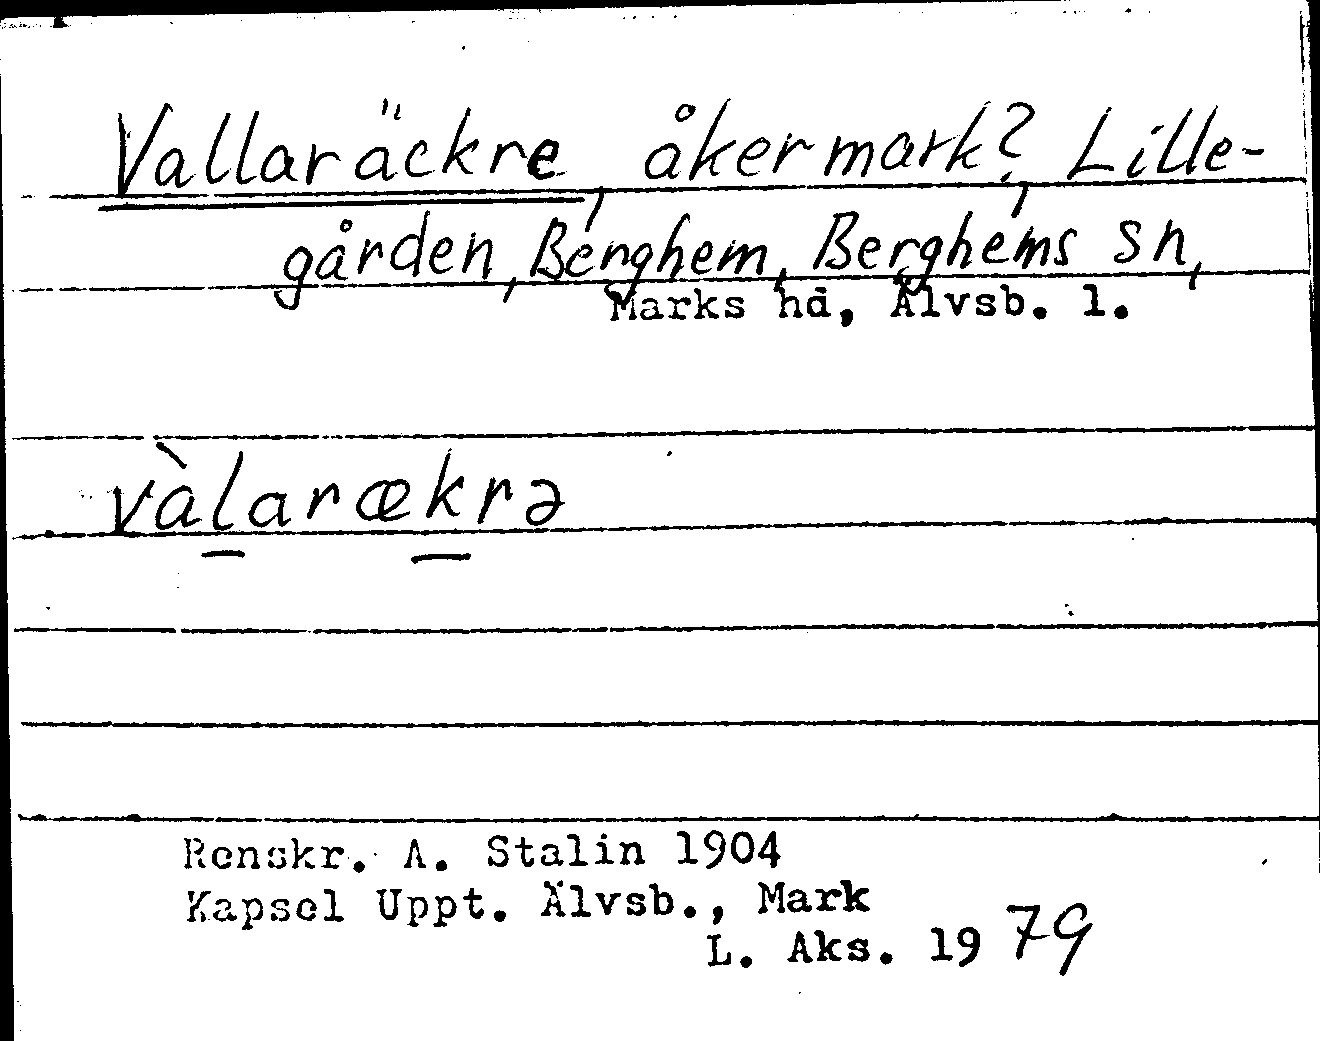 Vallaräckre, åkermark?, Lille-
gården, Berghem, Berghems sn,
Marks hd, Älvsb. l.
vàlarækrə
Renskr. A. Stalin 1904
Kapsel Uppt. Älvsb., Mark
L. Aks. 1979